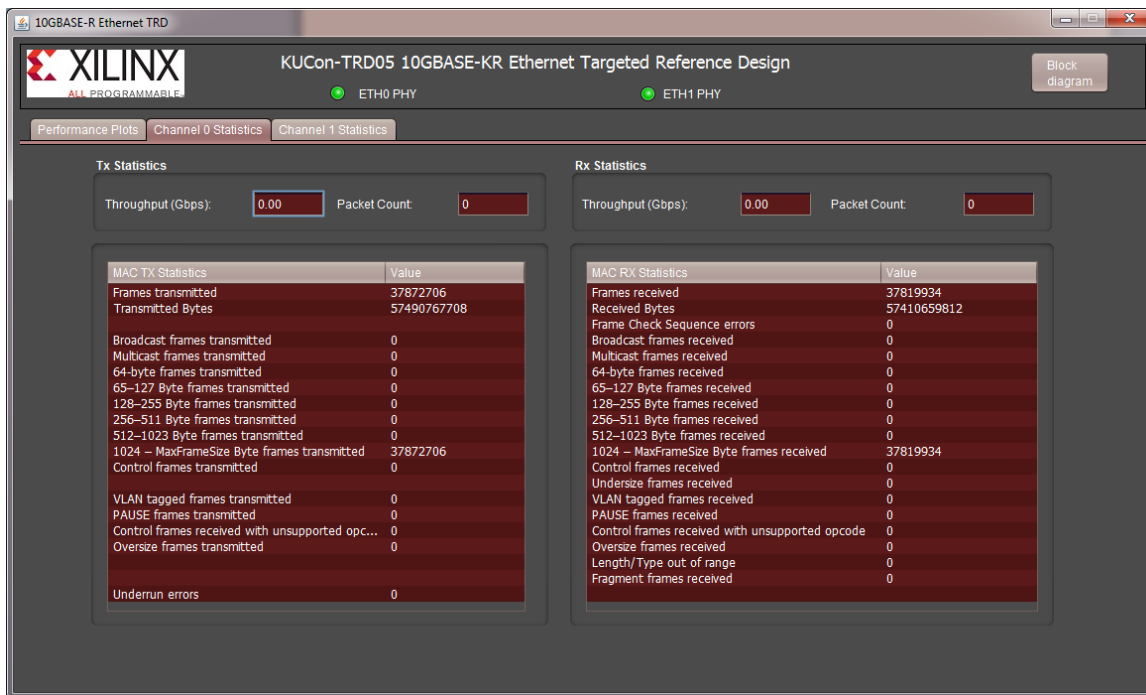 10GBASE-R Ethernet TRD
XILINX
ALL PROGRAMMABLE
KUCon-TRD05 10GBASE-KR Ethernet Targeted Reference Design
ETH0 PHY
ETH1 PHY
Block
diagram
Performance Plots
Channel 0 Statistics
Channel 1 Statistics
Tx Statistics
Throughput (Gbps): 0.00 Packet Count: 0
MAC TX Statistics Value
Frames transmitted 37872706
Transmitted Bytes 57490767708
Broadcast frames transmitted 0
Multicast frames transmitted 0
64-byte frames transmitted 0
65–127 Byte frames transmitted 0
128–255 Byte frames transmitted 0
256–511 Byte frames transmitted 0
512–1023 Byte frames transmitted 0
1024 – MaxFrameSize Byte frames transmitted 37872706
Control frames transmitted 0
VLAN tagged frames transmitted 0
PAUSE frames transmitted 0
Control frames received with unsupported opc... 0
Oversize frames transmitted 0
Underrun errors 0
Rx Statistics
Throughput (Gbps): 0.00 Packet Count: 0
MAC RX Statistics Value
Frames received 37819934
Received Bytes 57410659812
Frame Check Sequence errors 0
Broadcast frames received 0
Multicast frames received 0
64-byte frames received 0
65–127 Byte frames received 0
128–255 Byte frames received 0
256–511 Byte frames received 0
512–1023 Byte frames received 0
1024 – MaxFrameSize Byte frames received 37819934
Control frames received 0
Undersize frames received 0
VLAN tagged frames received 0
PAUSE frames received 0
Control frames received with unsupported opcode 0
Oversize frames received 0
Length/Type out of range 0
Fragment frames received 0